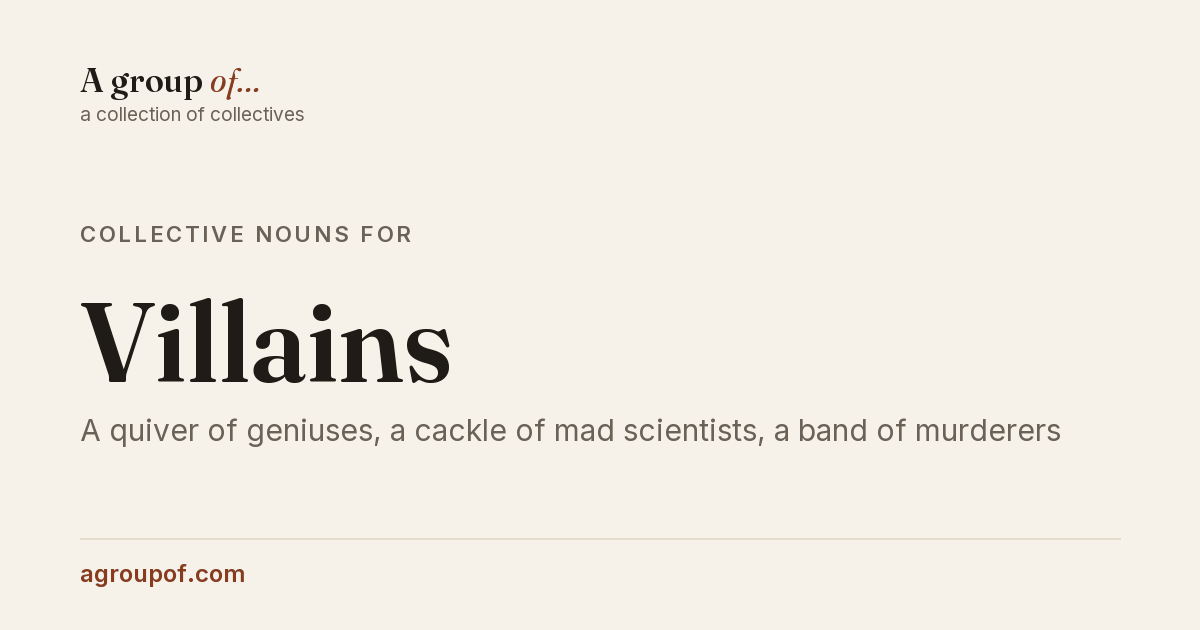 A group of...
a collection of collectives
COLLECTIVE NOUNS FOR
Villains
A quiver of geniuses, a cackle of mad scientists, a band of murderers
agroupof.com